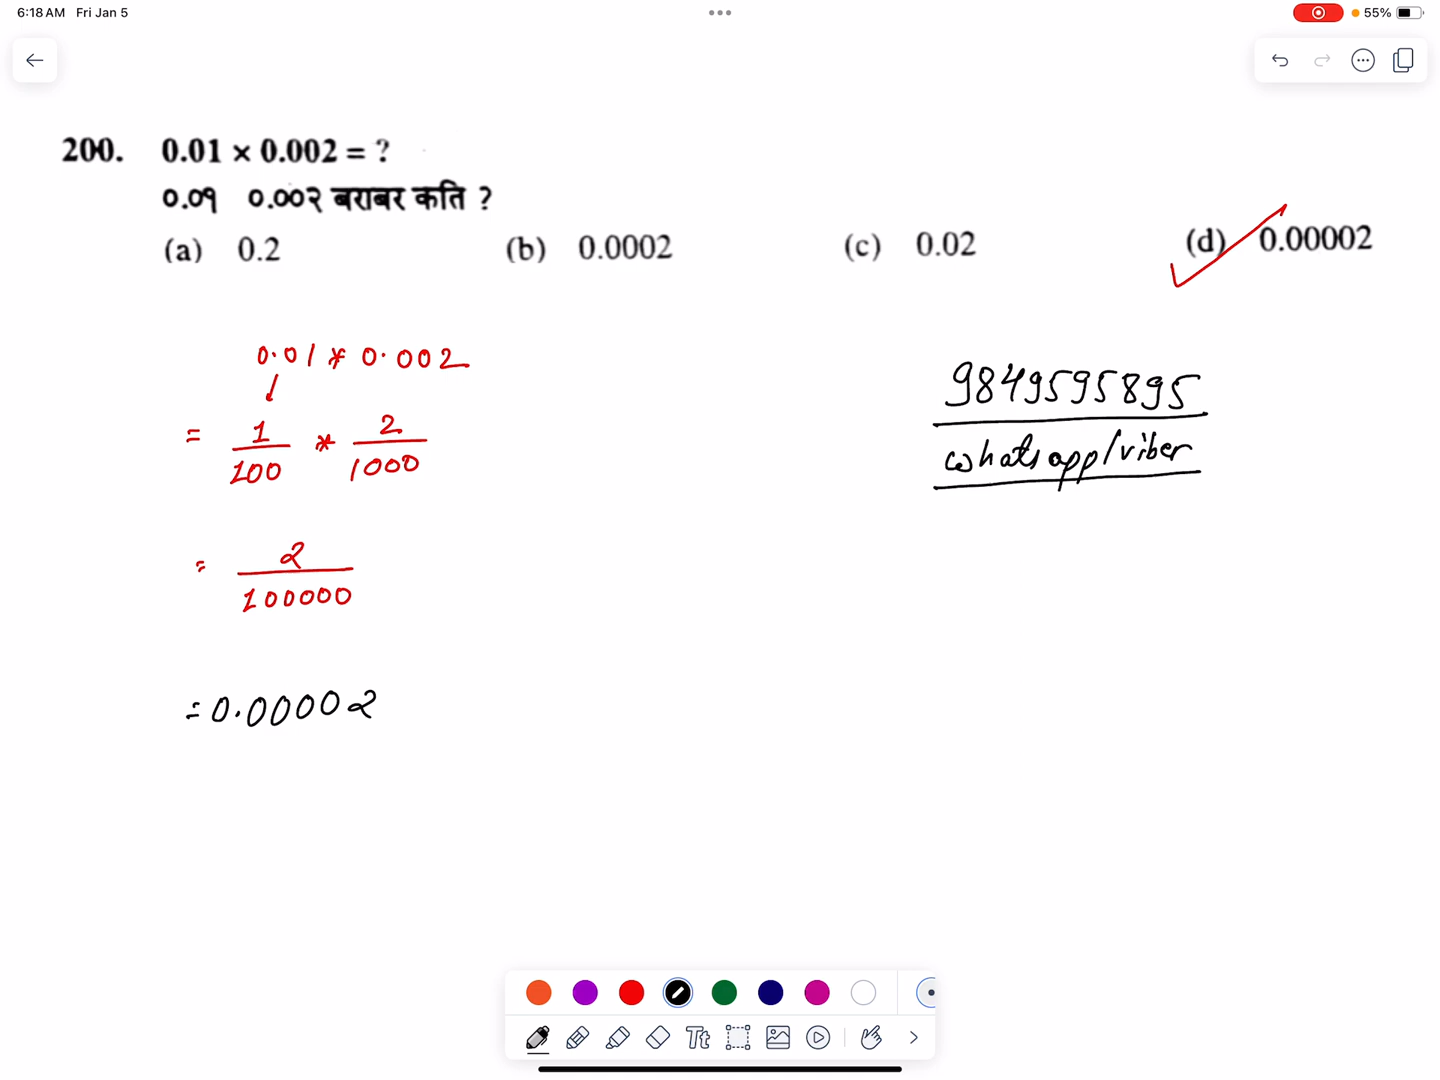 6:18 AM Fri Jan 5
55%
200. 0.01 × 0.002 = ?
०.०१ ०.००२ बराबर कति ?
(a) 0.2 (b) 0.0002 (c) 0.02 (d) 0.00002
0.01 * 0.002
= 1/100 * 2/1000
= 2/100000
= 0.00002
9849595895
whatsapp/viber
Tt